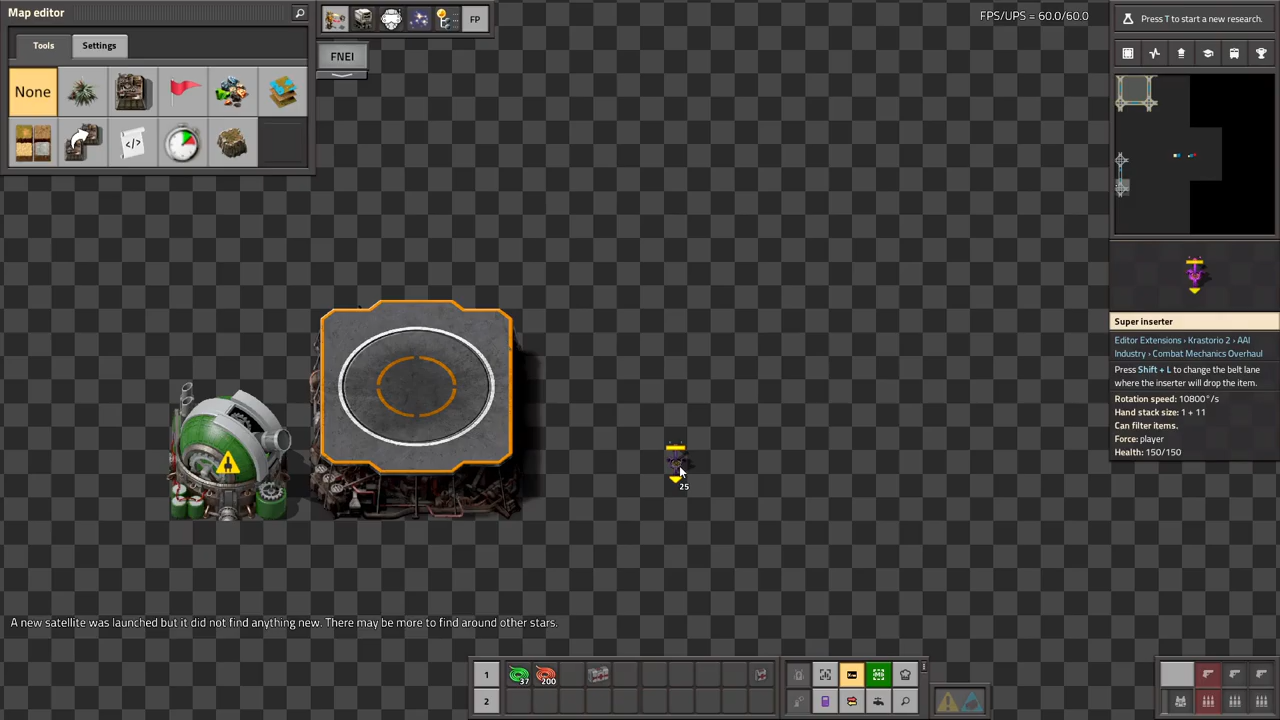 Map editor
FPS/UPS = 60.0/60.0
Press T to start a new research.
Tools
Settings
FP
FNEI
None
</>
Super inserter
Editor Extensions › Krastorio 2 › AAI
Industry › Combat Mechanics Overhaul
Press Shift + L to change the belt lane
where the inserter will drop the item.
Rotation speed: 10800°/s
Hand stack size: 1 + 11
Can filter items.
Force: player
Health: 150/150
25
A new satellite was launched but it did not find anything new. There may be more to find around other stars.
1
37
200
2